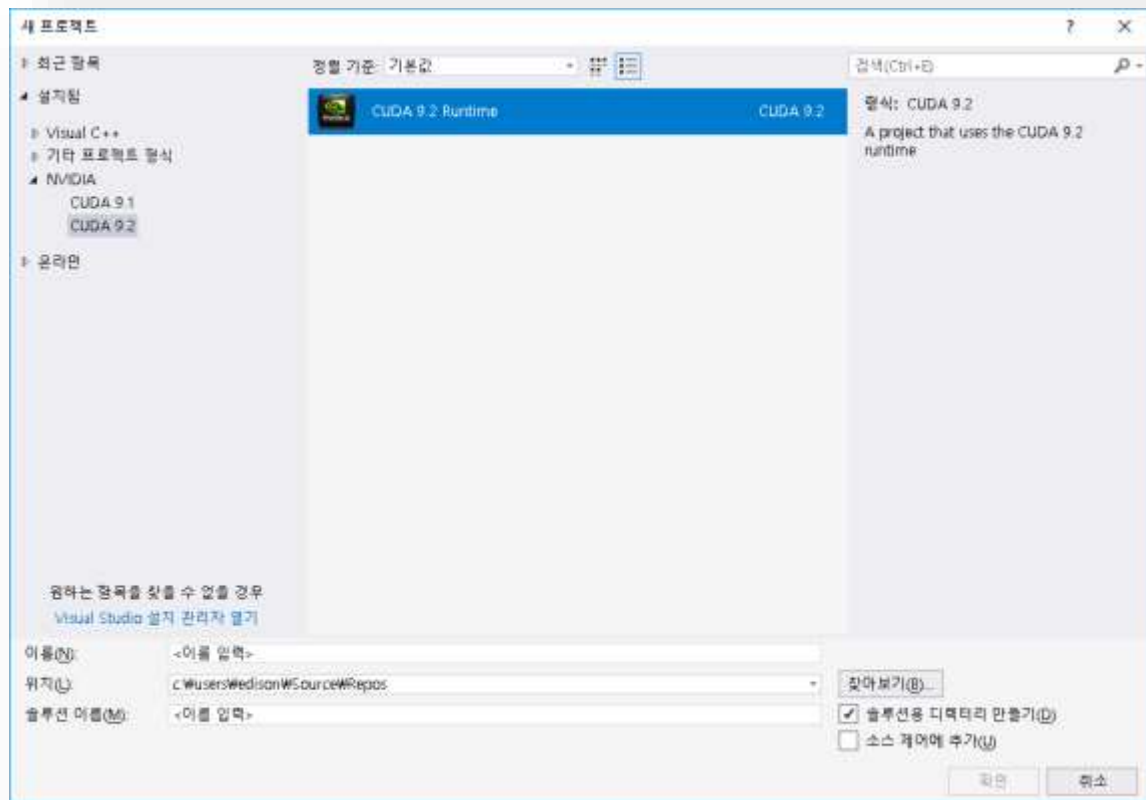 새 프로젝트
?
×
최근 항목
설치됨
Visual C++
기타 프로젝트 형식
NVIDIA
CUDA 9.1
CUDA 9.2
온라인
원하는 항목을 찾을 수 없을 경우
Visual Studio 설치 관리자 열기
정렬 기준: 기본값
CUDA 9.2 Runtime CUDA 9.2
검색(Ctrl+E)
형식: CUDA 9.2
A project that uses the CUDA 9.2
runtime
이름(N): <이름 입력>
위치(L): c:₩users₩edison₩Source₩Repos
찾아보기(B)...
솔루션 이름(M): <이름 입력>
솔루션용 디렉터리 만들기(D)
소스 제어에 추가(U)
확인 취소